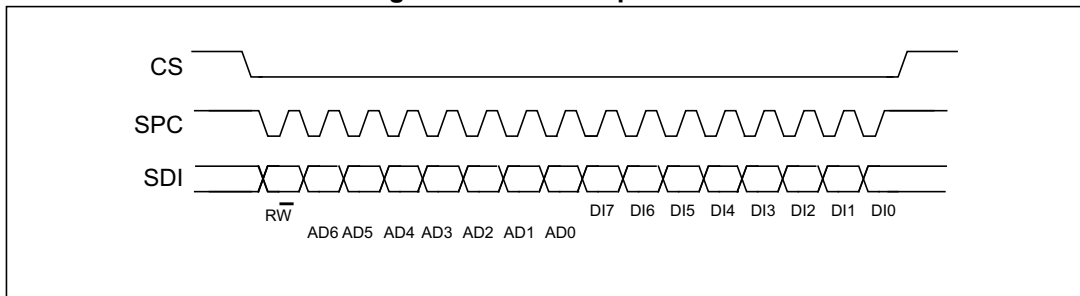 CS
SPC
SDI
RW
DI7 DI6 DI5 DI4 DI3 DI2 DI1 DI0
AD6 AD5 AD4 AD3 AD2 AD1 AD0